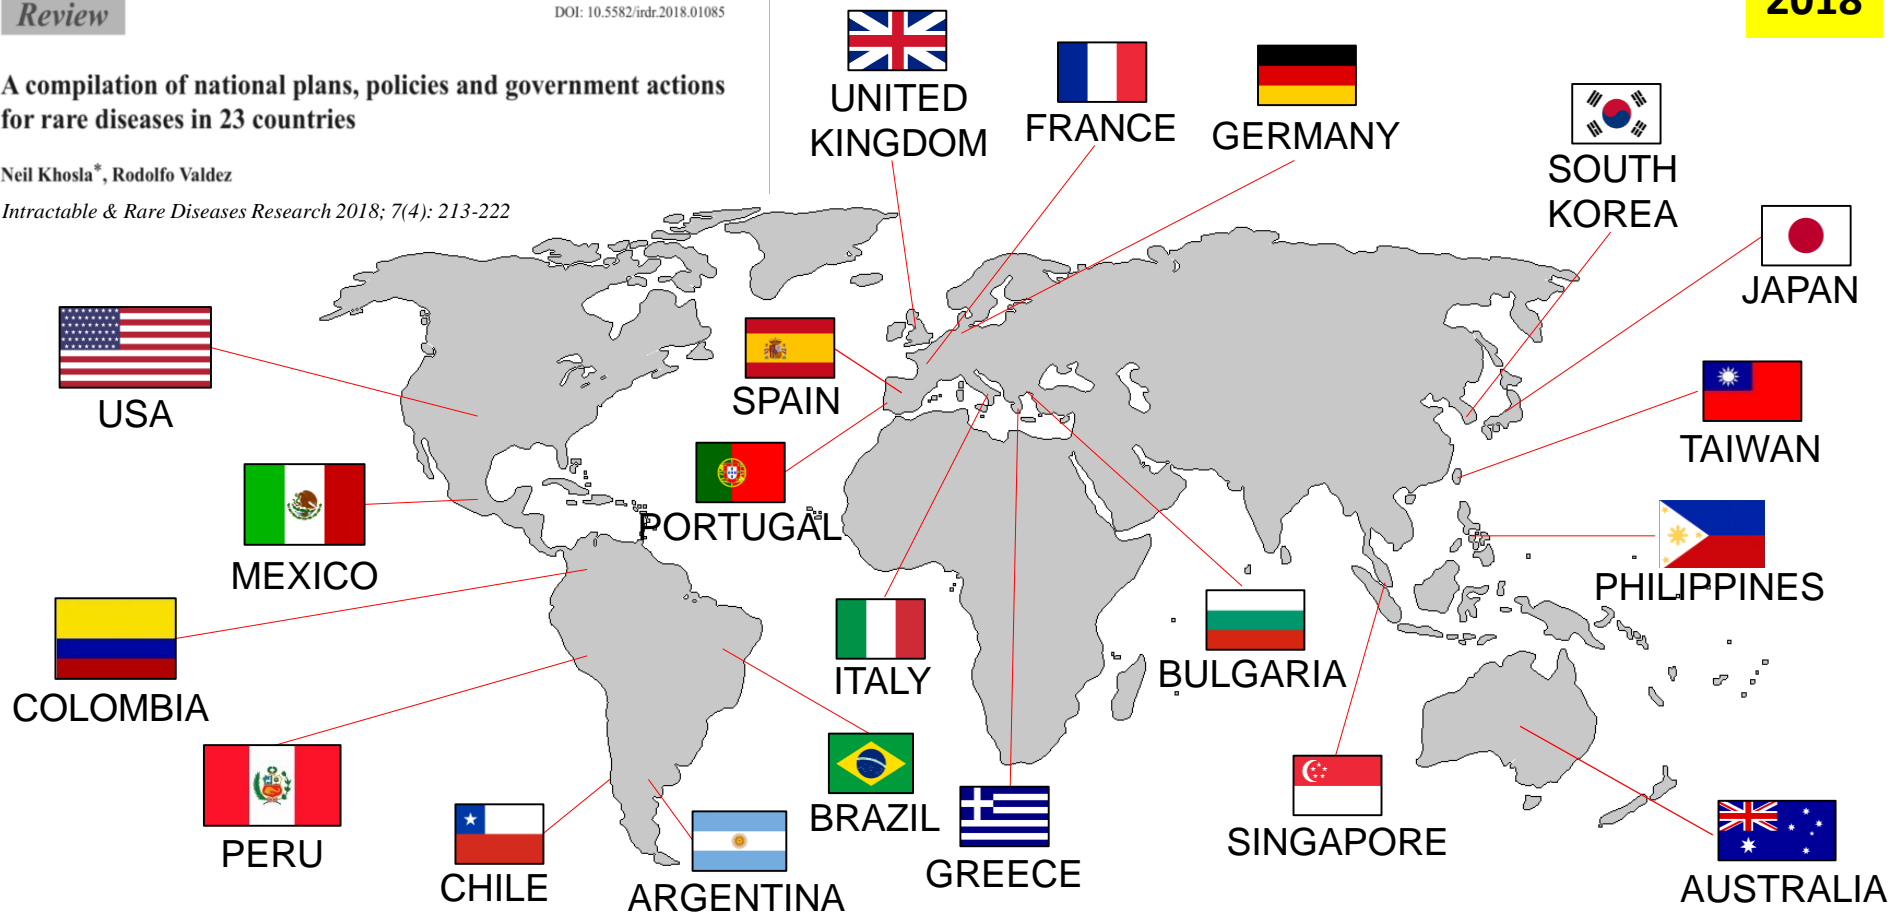 Review
DOI: 10.5582/irdr.2018.01085
2018
A compilation of national plans, policies and government actions
for rare diseases in 23 countries
Neil Khosla*, Rodolfo Valdez
Intractable & Rare Diseases Research 2018; 7(4): 213-222
UNITED
KINGDOM
FRANCE
GERMANY
SOUTH
KOREA
JAPAN
USA
SPAIN
TAIWAN
PORTUGAL
MEXICO
PHILIPPINES
COLOMBIA
ITALY
BULGARIA
PERU
BRAZIL
SINGAPORE
CHILE
ARGENTINA
GREECE
AUSTRALIA